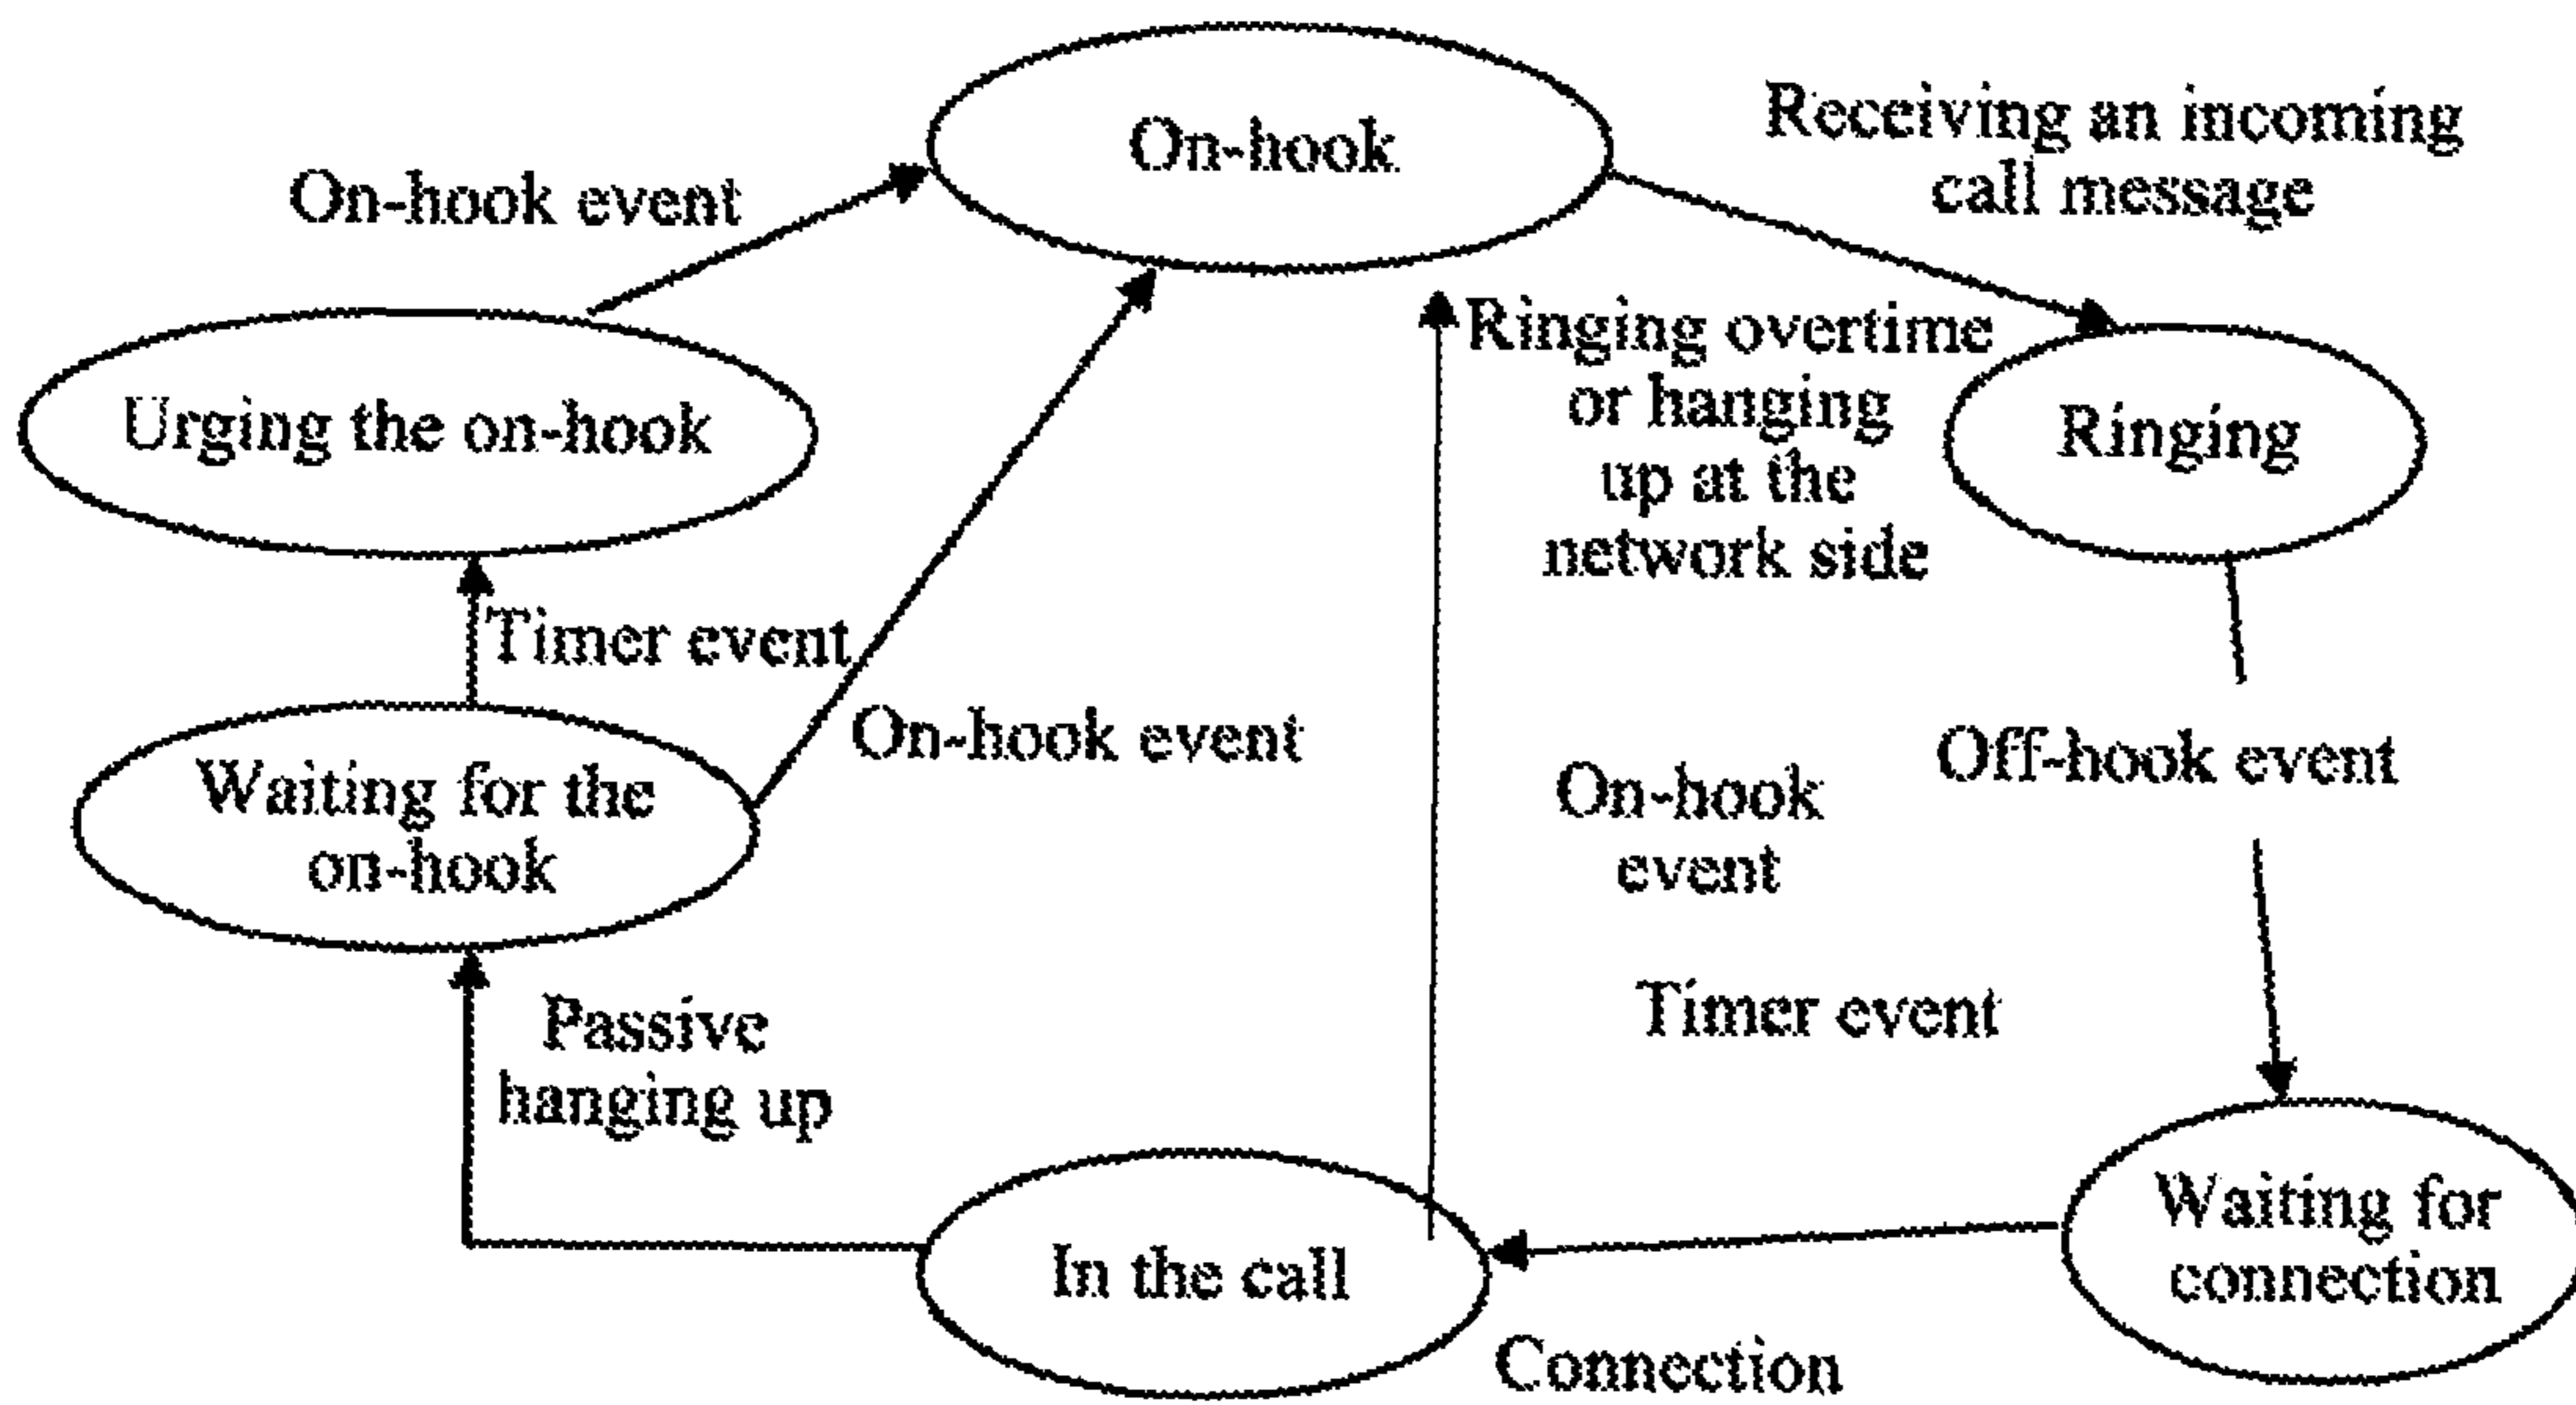 On-hook
Receiving an incoming
call message
On-hook event
Ringing overtime
or hanging
up at the
network side
Urging the on-hook
Ringing
Timer event
On-hook event
Off-hook event
Waiting for the
on-hook
On-hook
event
Passive
hanging up
Timer event
Waiting for
connection
In the call
Connection